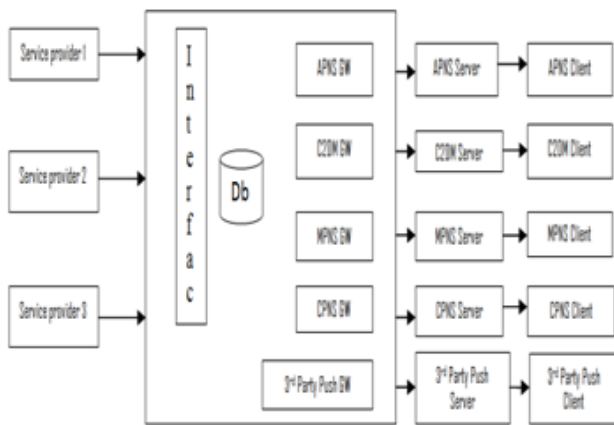 Service provider 1
Service provider 2
Service provider 3
Interfac
Db
APNS GW
APNS Server
APNS Client
C2DM GW
C2DM Server
C2DM Client
MPNS GW
MPNS Server
MPNS Client
CPNS GW
CPNS Server
CPNS Client
3rd Party Push GW
3rd Party Push
Server
3rd Party Push
Client